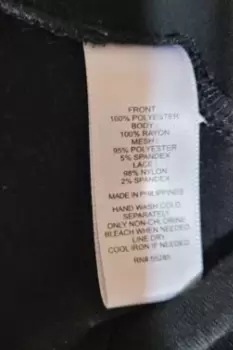 FRONT
100% POLYESTER
BODY:
100% RAYON
MESH:
95% POLYESTER
5% SPANDEX
LACE:
98% NYLON
2% SPANDEX
MADE IN PHILIPPINES
HAND WASH COLD
SEPARATELY
ONLY NON-CHLORINE
BLEACH WHEN NEEDED.
LINE DRY
COOL IRON IF NEEDED.
RN#